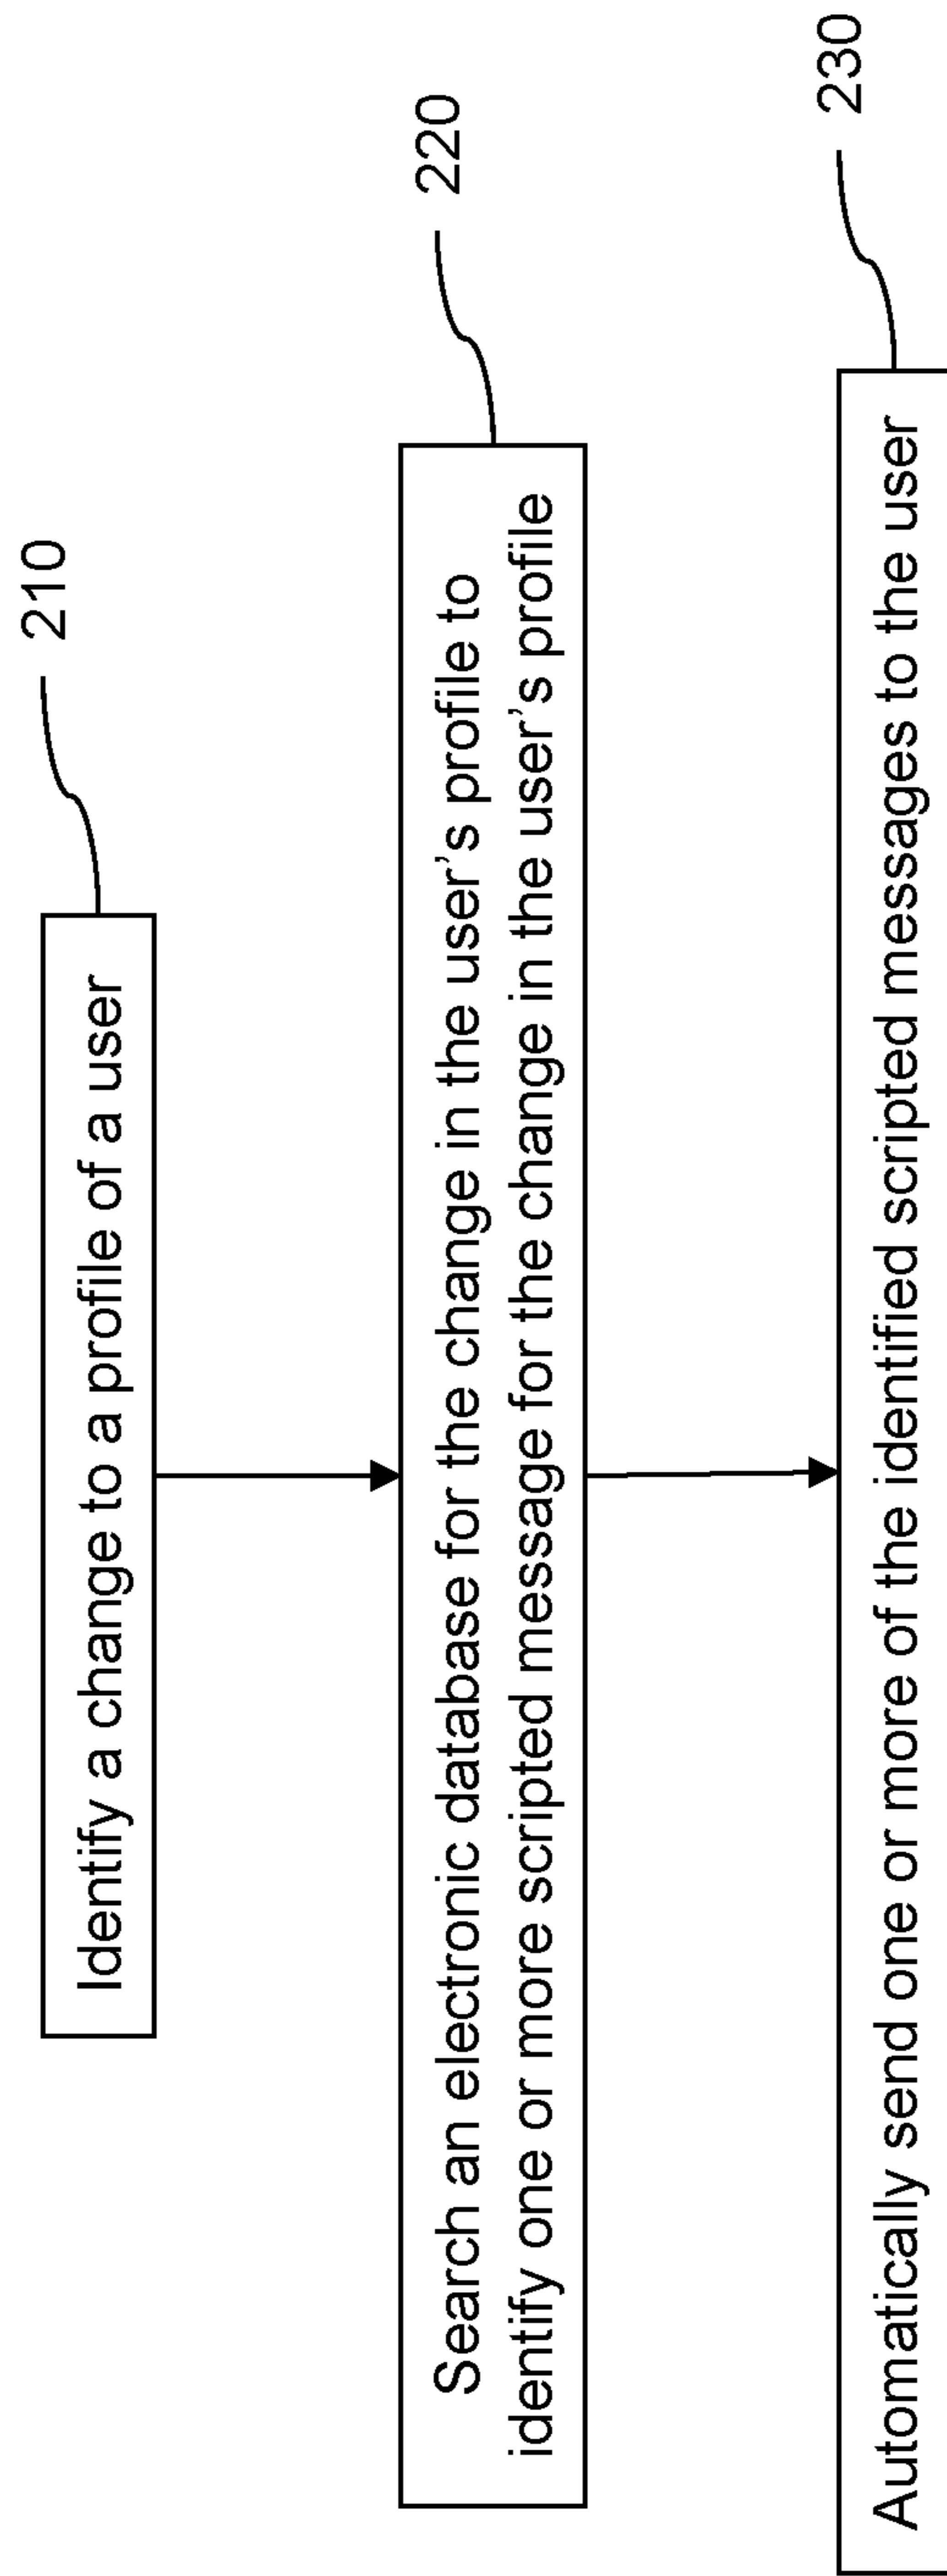 210
Identify a change to a profile of a user
220
Search an electronic database for the change in the user's profile to
identify one or more scripted message for the change in the user's profile
230
Automatically send one or more of the identified scripted messages to the user